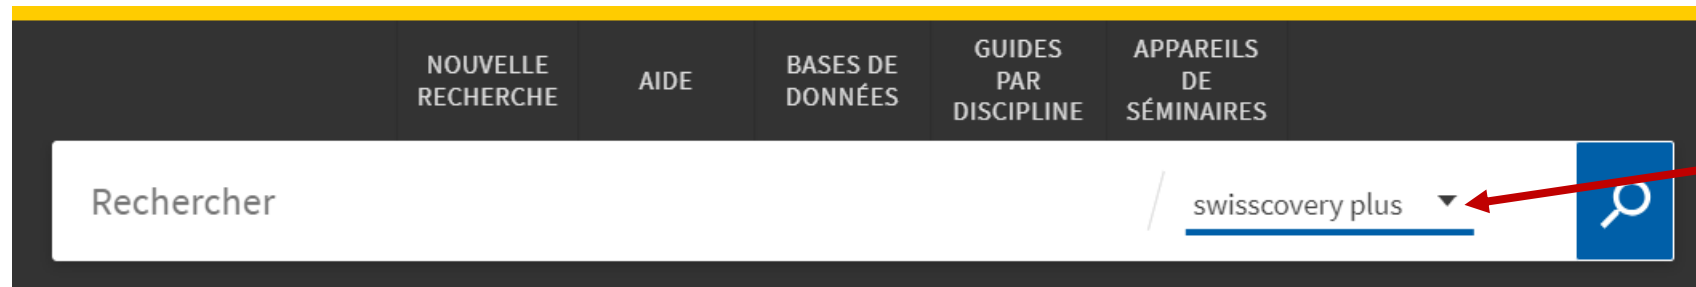 NOUVELLE
RECHERCHE
AIDE
BASES DE
DONNÉES
GUIDES
PAR
DISCIPLINE
APPAREILS
DE
SÉMINAIRES
Rechercher
swisscovery plus